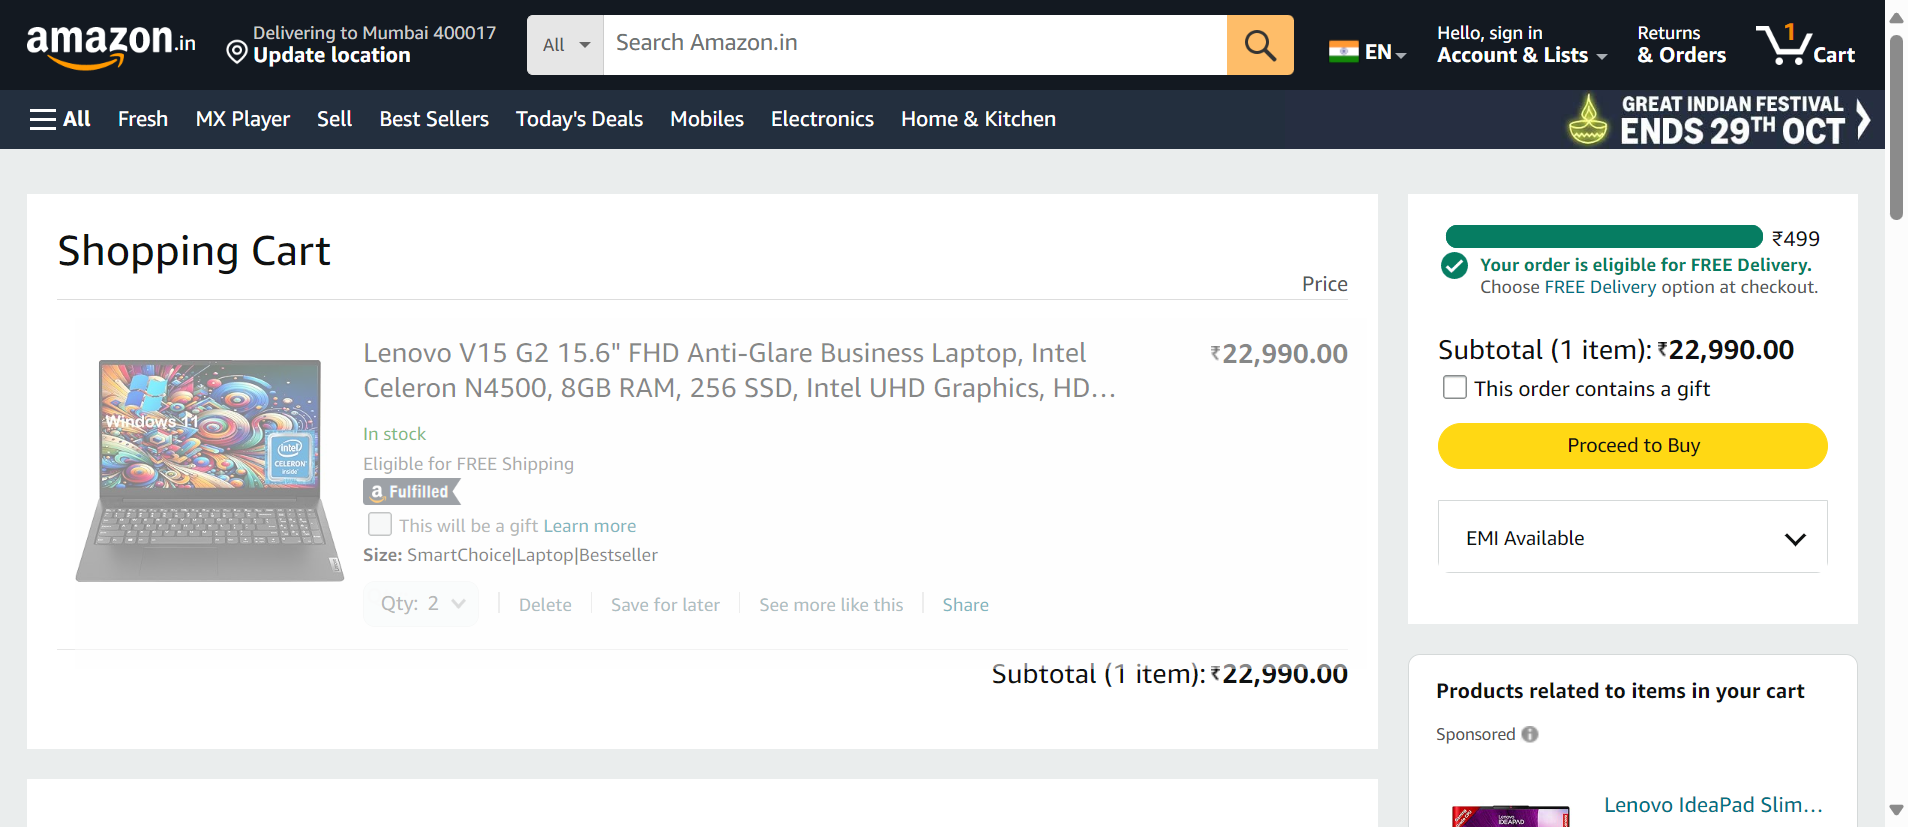 amazon.in
Delivering to Mumbai 400017
Update location
All
Search Amazon.in
EN
Hello, sign in
Account & Lists
Returns
& Orders
1
Cart
All
Fresh
MX Player
Sell
Best Sellers
Today's Deals
Mobiles
Electronics
Home & Kitchen
GREAT INDIAN FESTIVAL
ENDS 29TH OCT
Shopping Cart
Price
Lenovo V15 G2 15.6" FHD Anti-Glare Business Laptop, Intel
Celeron N4500, 8GB RAM, 256 SSD, Intel UHD Graphics, HD…
₹22,990.00
Windows 11
intel
CELERON
inside
Lenovo
In stock
Eligible for FREE Shipping
a Fulfilled
This will be a gift Learn more
Size: SmartChoice|Laptop|Bestseller
Qty: 2
Delete
Save for later
See more like this
Share
Subtotal (1 item): ₹22,990.00
₹499
Your order is eligible for FREE Delivery.
Choose FREE Delivery option at checkout.
Subtotal (1 item): ₹22,990.00
This order contains a gift
Proceed to Buy
EMI Available
Products related to items in your cart
Sponsored
Lenovo
IDEAPAD
Lenovo IdeaPad Slim…